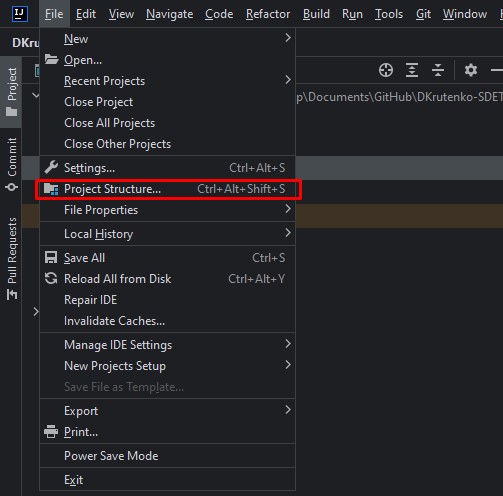 IJ File Edit View Navigate Code Refactor Build Run Tools Git Window
DKru
New
Open...
Recent Projects
Close Project
Close All Projects
Close Other Projects
Settings... Ctrl+Alt+S
Project Structure... Ctrl+Alt+Shift+S
File Properties
Local History
Save All Ctrl+S
Reload All from Disk Ctrl+Alt+Y
Repair IDE
Invalidate Caches...
Manage IDE Settings
New Projects Setup
Save File as Template...
Export
Print...
Power Save Mode
Exit
p\Documents\GitHub\DKrutenko-SDET
Project
Commit
Pull Requests